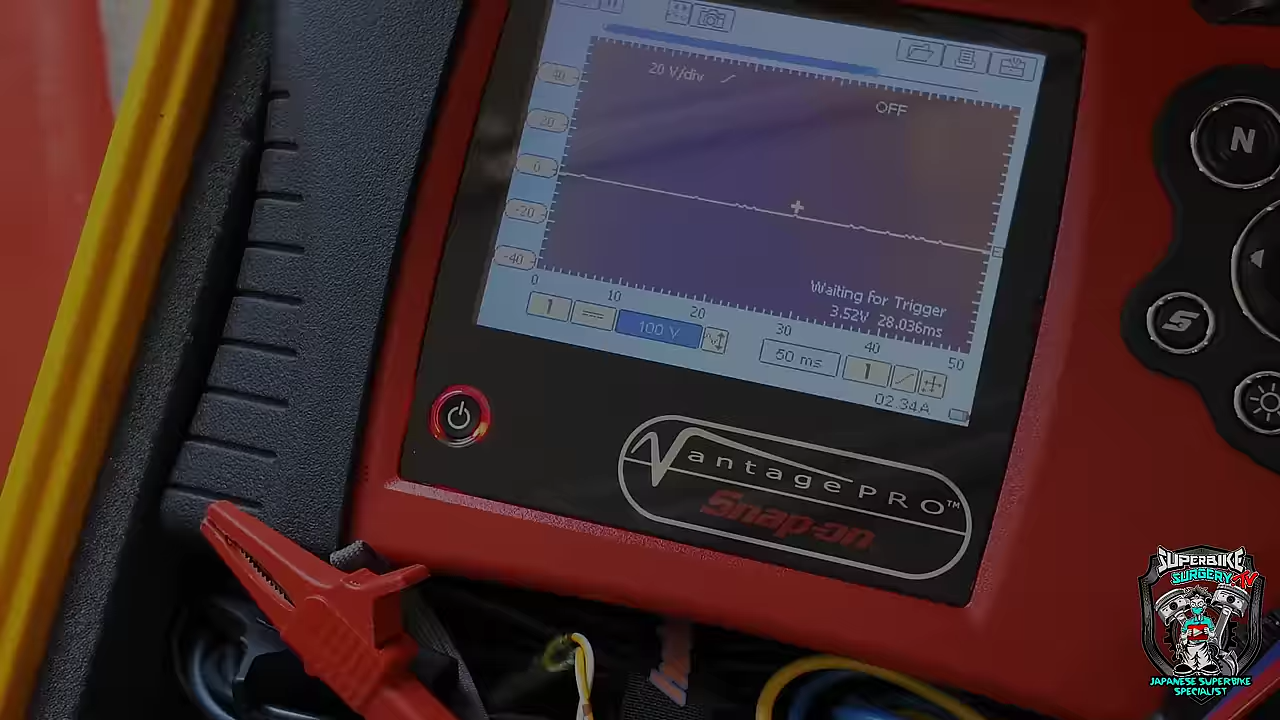 20 V/div
OFF
40
20
0
-20
-40
Waiting for Trigger
3.52V 28.036ms
0 10 20 30 40 50
1
100 V
50 ms
1
02.34A
N
S
VantagePRO™
Snap-on
SUPERBIKE
SURGERY TV
JAPANESE SUPERBIKE
SPECIALIST